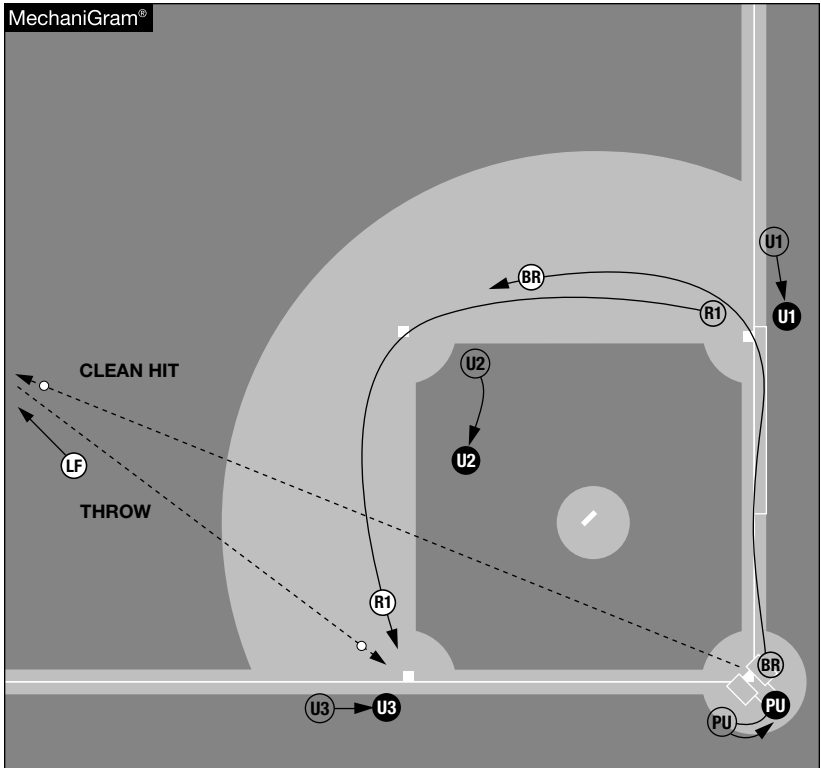 MechaniGram®
U1
BR
R1
U1
CLEAN HIT
U2
U2
LF
THROW
R1
BR
U3
U3
PU
PU